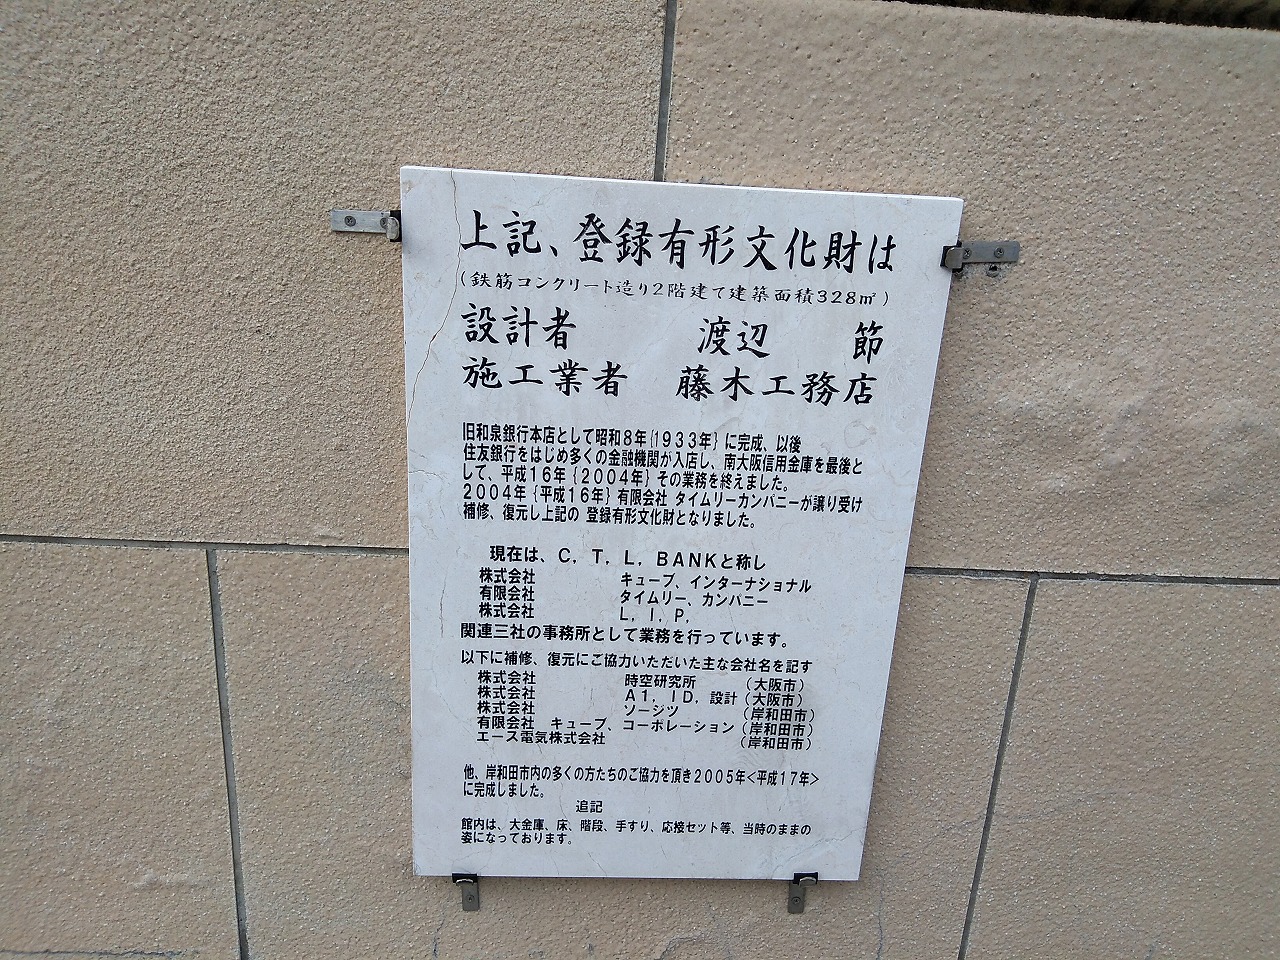 上記、登録有形文化財は
(鉄筋コンクリート造り2階建て建築面積328㎡)
設計者 渡辺 節
施工業者 藤木工務店
旧和泉銀行本店として昭和8年{1933年}に完成、以後
住友銀行をはじめ多くの金融機関が入店し、南大阪信用金庫を最後と
して、平成16年{2004年}その業務を終えました。
2004年{平成16年}有限会社 タイムリーカンパニーが譲り受け
補修、復元し上記の 登録有形文化財となりました。
現在は、C, T, L, BANKと称し
株式会社 キューブ、インターナショナル
有限会社 タイムリー、カンパニー
株式会社 L, I, P,
関連三社の事務所として業務を行っています。
以下に補修、復元にご協力いただいた主な会社名を記す
株式会社 時空研究所 (大阪市)
株式会社 A1, ID, 設計 (大阪市)
株式会社 ソーシツ (岸和田市)
有限会社 キューブ、コーポレーション (岸和田市)
エース電気株式会社 (岸和田市)
他、岸和田市内の多くの方たちのご協力を頂き2005年<平成17年>
に完成しました。
追記
館内は、大金庫、床、階段、手すり、応接セット等、当時のままの
姿になっております。